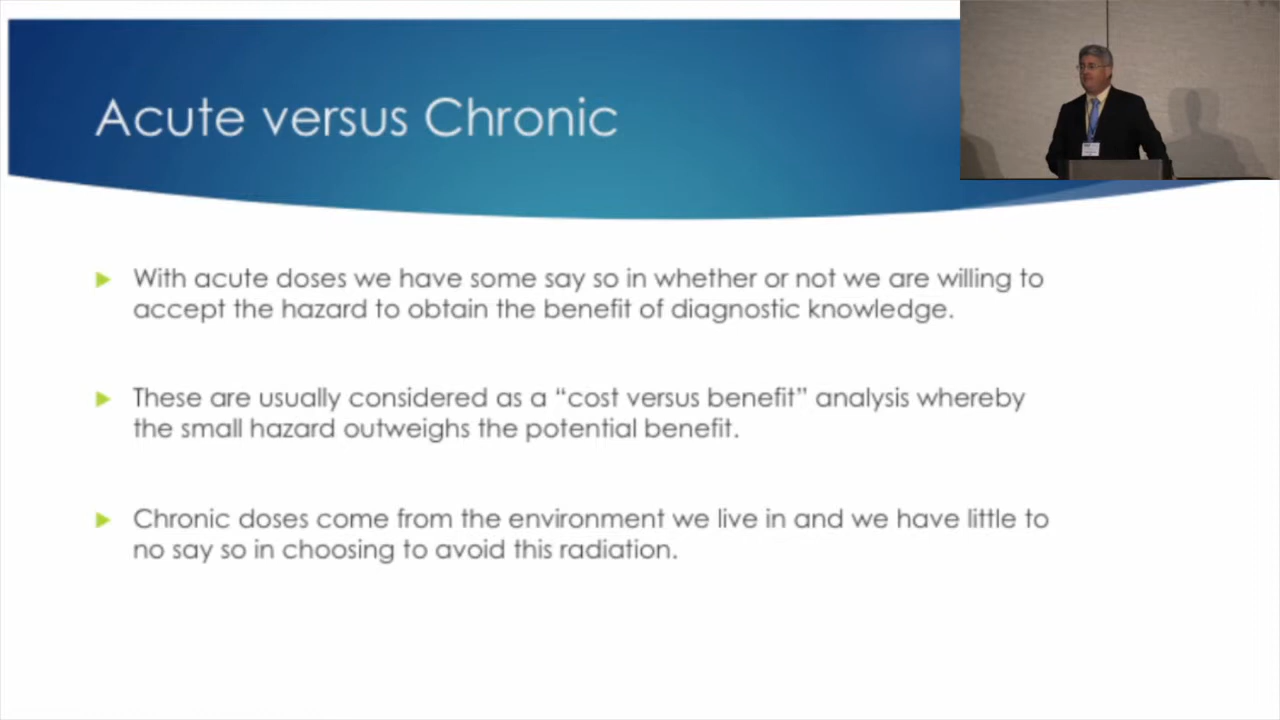 Acute versus Chronic
With acute doses we have some say so in whether or not we are willing to
accept the hazard to obtain the benefit of diagnostic knowledge.
These are usually considered as a “cost versus benefit” analysis whereby
the small hazard outweighs the potential benefit.
Chronic doses come from the environment we live in and we have little to
no say so in choosing to avoid this radiation.